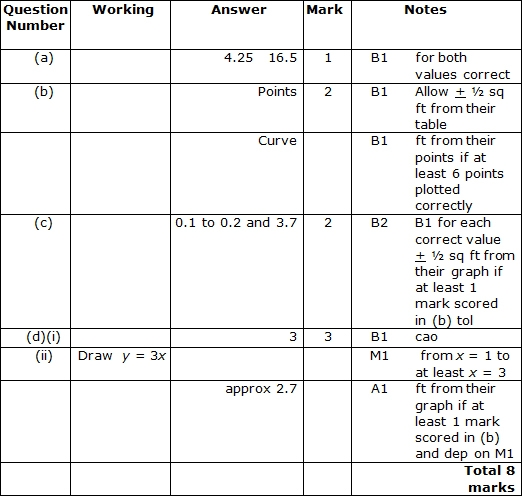 Question Number Working Answer Mark Notes
(a) 4.25 16.5 1 B1 for both
values correct
(b) Points 2 B1 Allow ± ½ sq
ft from their
table
Curve B1 ft from their
points if at
least 6 points
plotted
correctly
(c) 0.1 to 0.2 and 3.7 2 B2 B1 for each
correct value
± ½ sq ft from
their graph if
at least 1
mark scored
in (b) tol
(d)(i) 3 3 B1 cao
(ii) Draw y = 3x M1 from x = 1 to
at least x = 3
approx 2.7 A1 ft from their
graph if at
least 1 mark
scored in (b)
and dep on M1
Total 8
marks